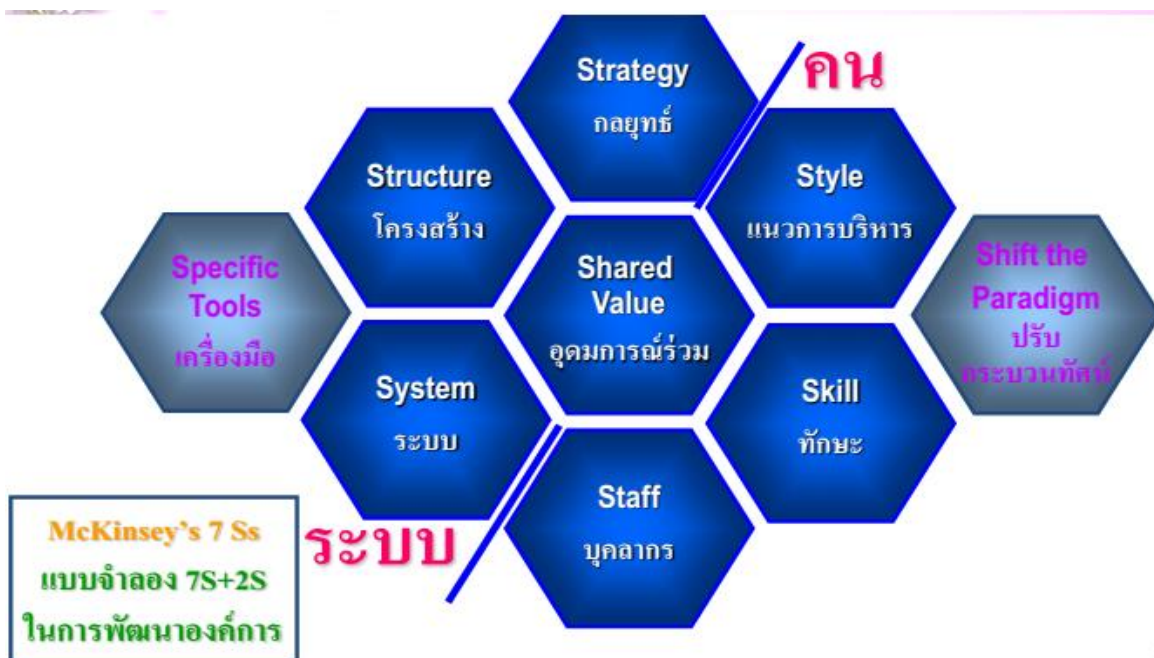 Strategy
กลยุทธ์
คน
Structure
โครงสร้าง
Style
แนวการบริหาร
Specific
Tools
เครื่องมือ
Shared
Value
อุดมการณ์ร่วม
Shift the
Paradigm
ปรับ
กระบวนทัศน์
System
ระบบ
Skill
ทักษะ
Staff
บุคลากร
ระบบ
McKinsey's 7 Ss
แบบจำลอง 7S+2S
ในการพัฒนาองค์การ